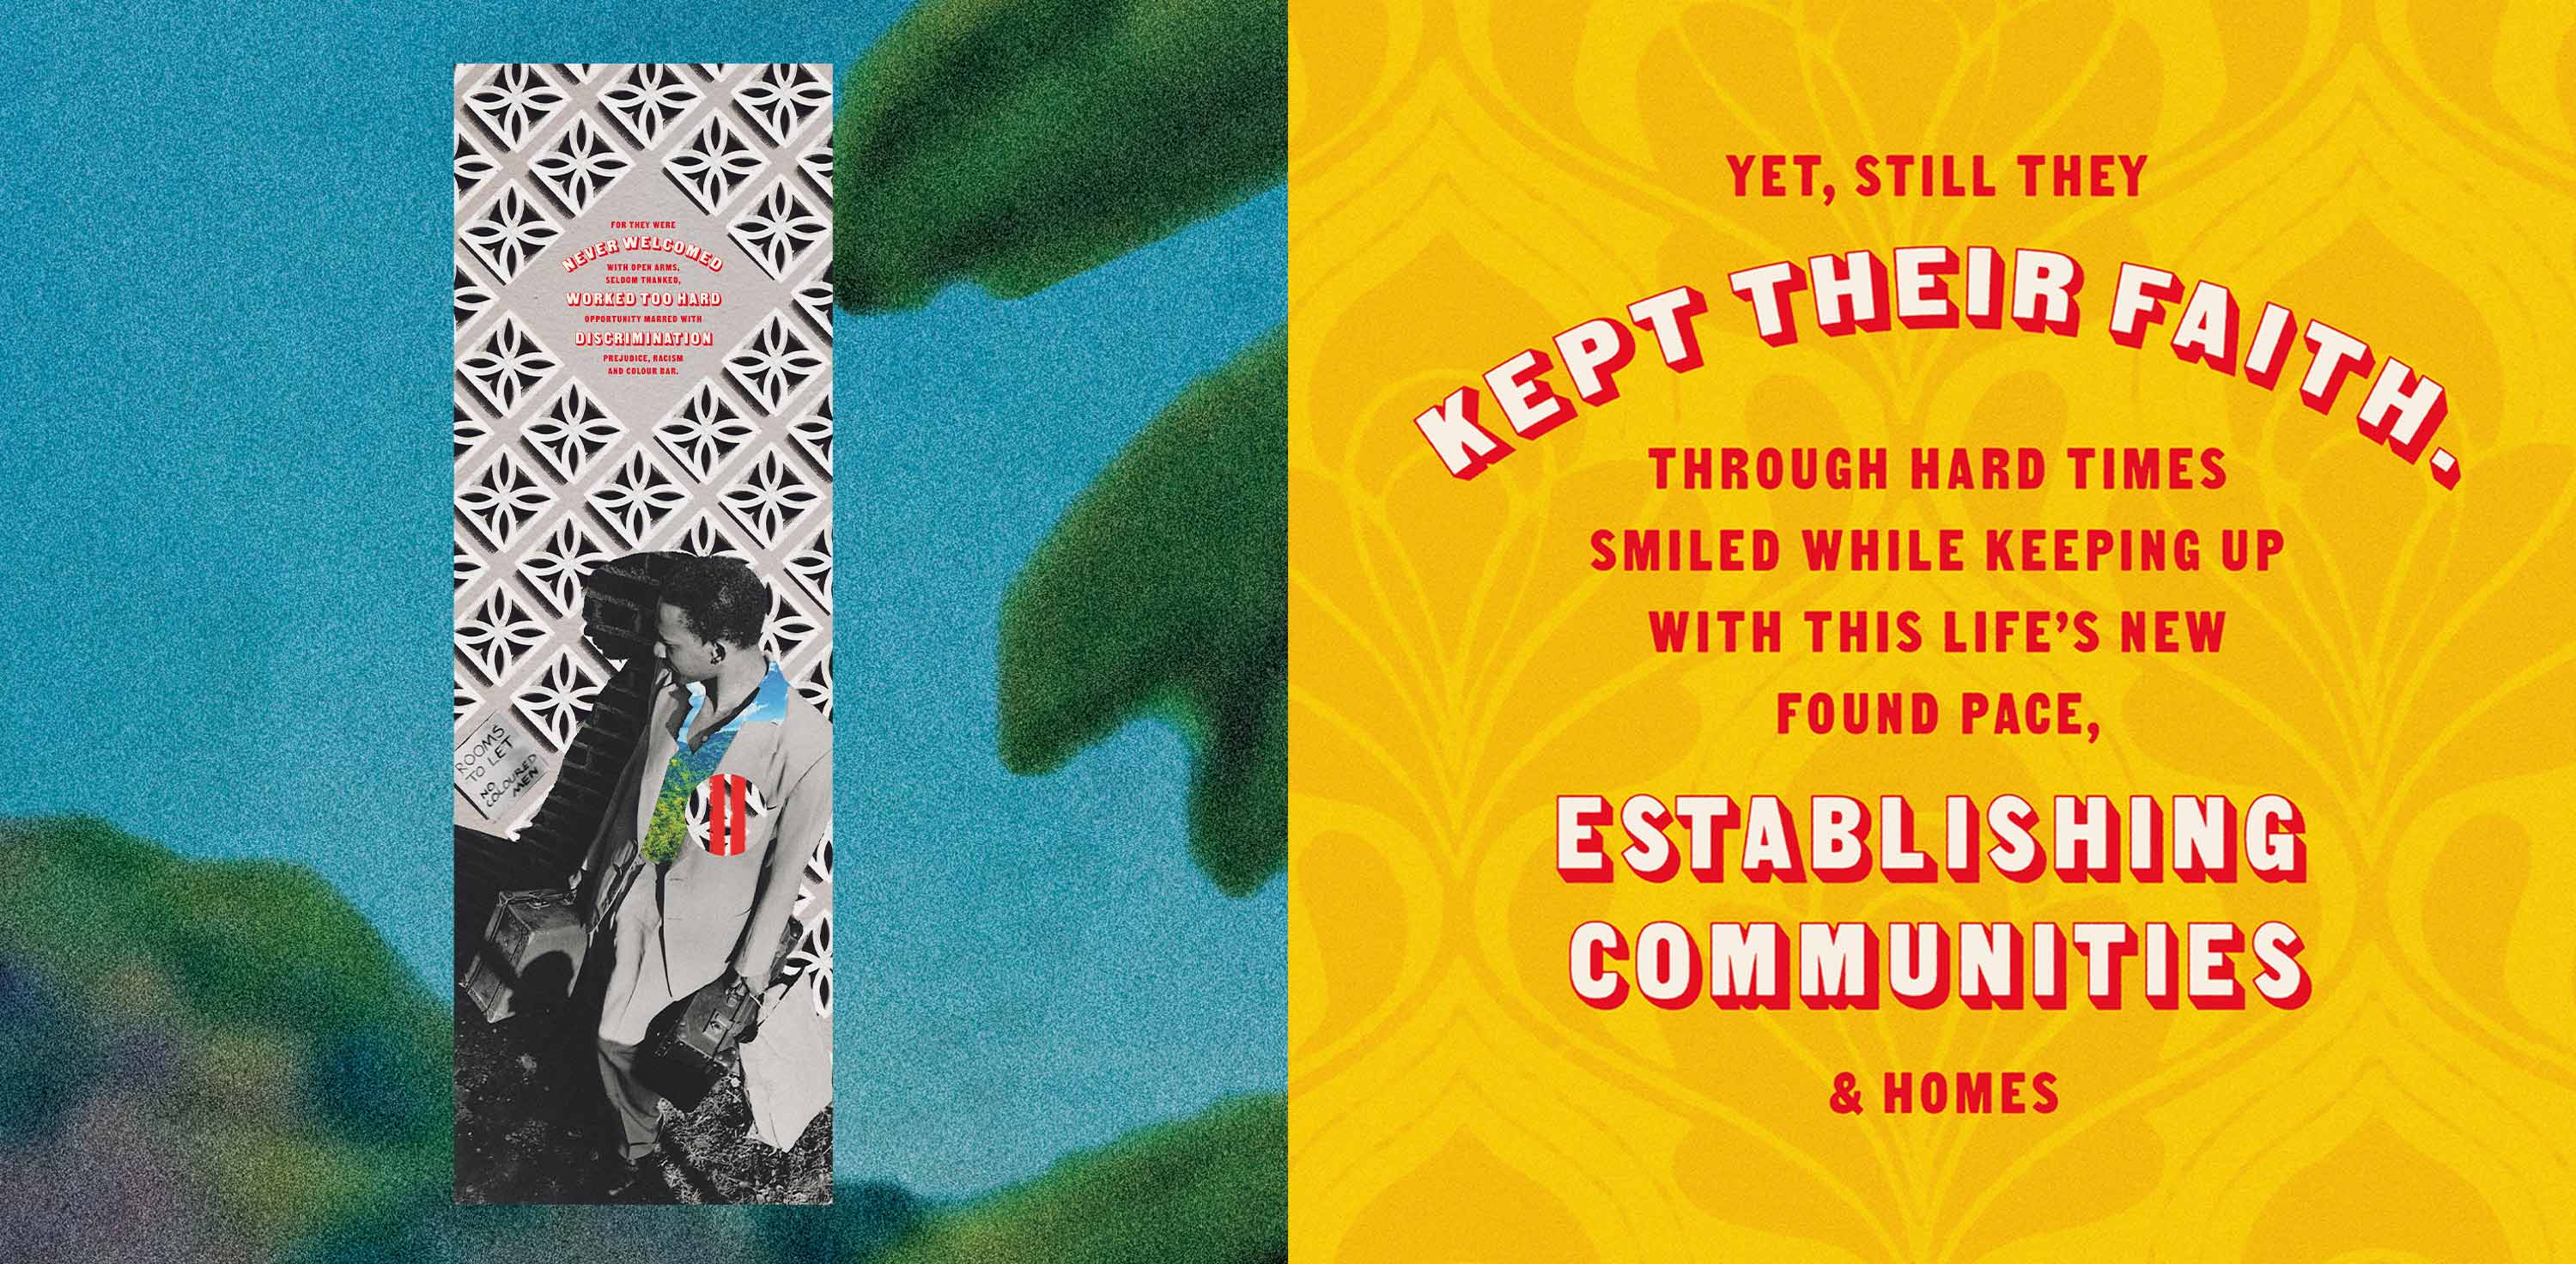 FOR THEY WERE
NEVER WELCOMED
WITH OPEN ARMS,
SELDOM THANKED,
WORKED TOO HARD
OPPORTUNITY MARRED WITH
DISCRIMINATION
PREJUDICE, RACISM
AND COLOUR BAR.
ROOMS
TO LET
NO
COLOURED
MEN
YET, STILL THEY
KEPT THEIR FAITH.
THROUGH HARD TIMES
SMILED WHILE KEEPING UP
WITH THIS LIFE'S NEW
FOUND PACE,
ESTABLISHING
COMMUNITIES
& HOMES